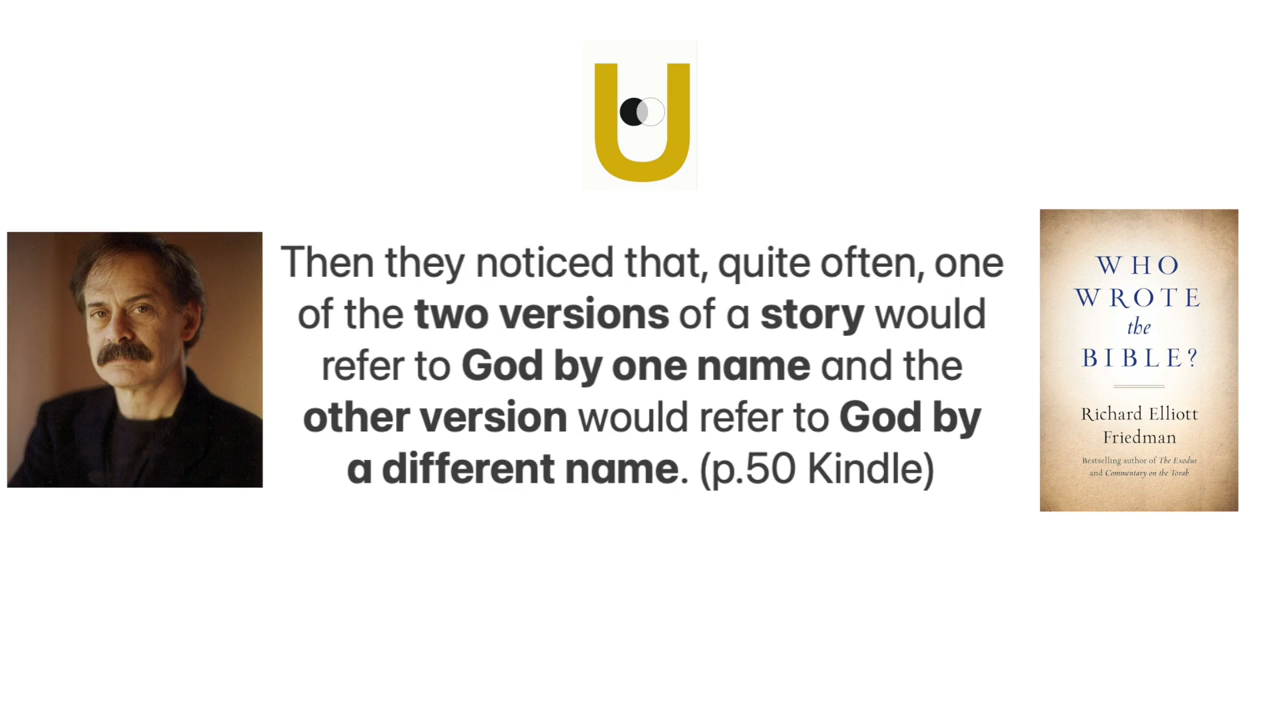 U
Then they noticed that, quite often, one
of the two versions of a story would
refer to God by one name and the
other version would refer to God by
a different name. (p.50 Kindle)
WHO
WROTE
the
BIBLE?
Richard Elliott
Friedman
Bestselling author of The Exodus
and Commentary on the Torah